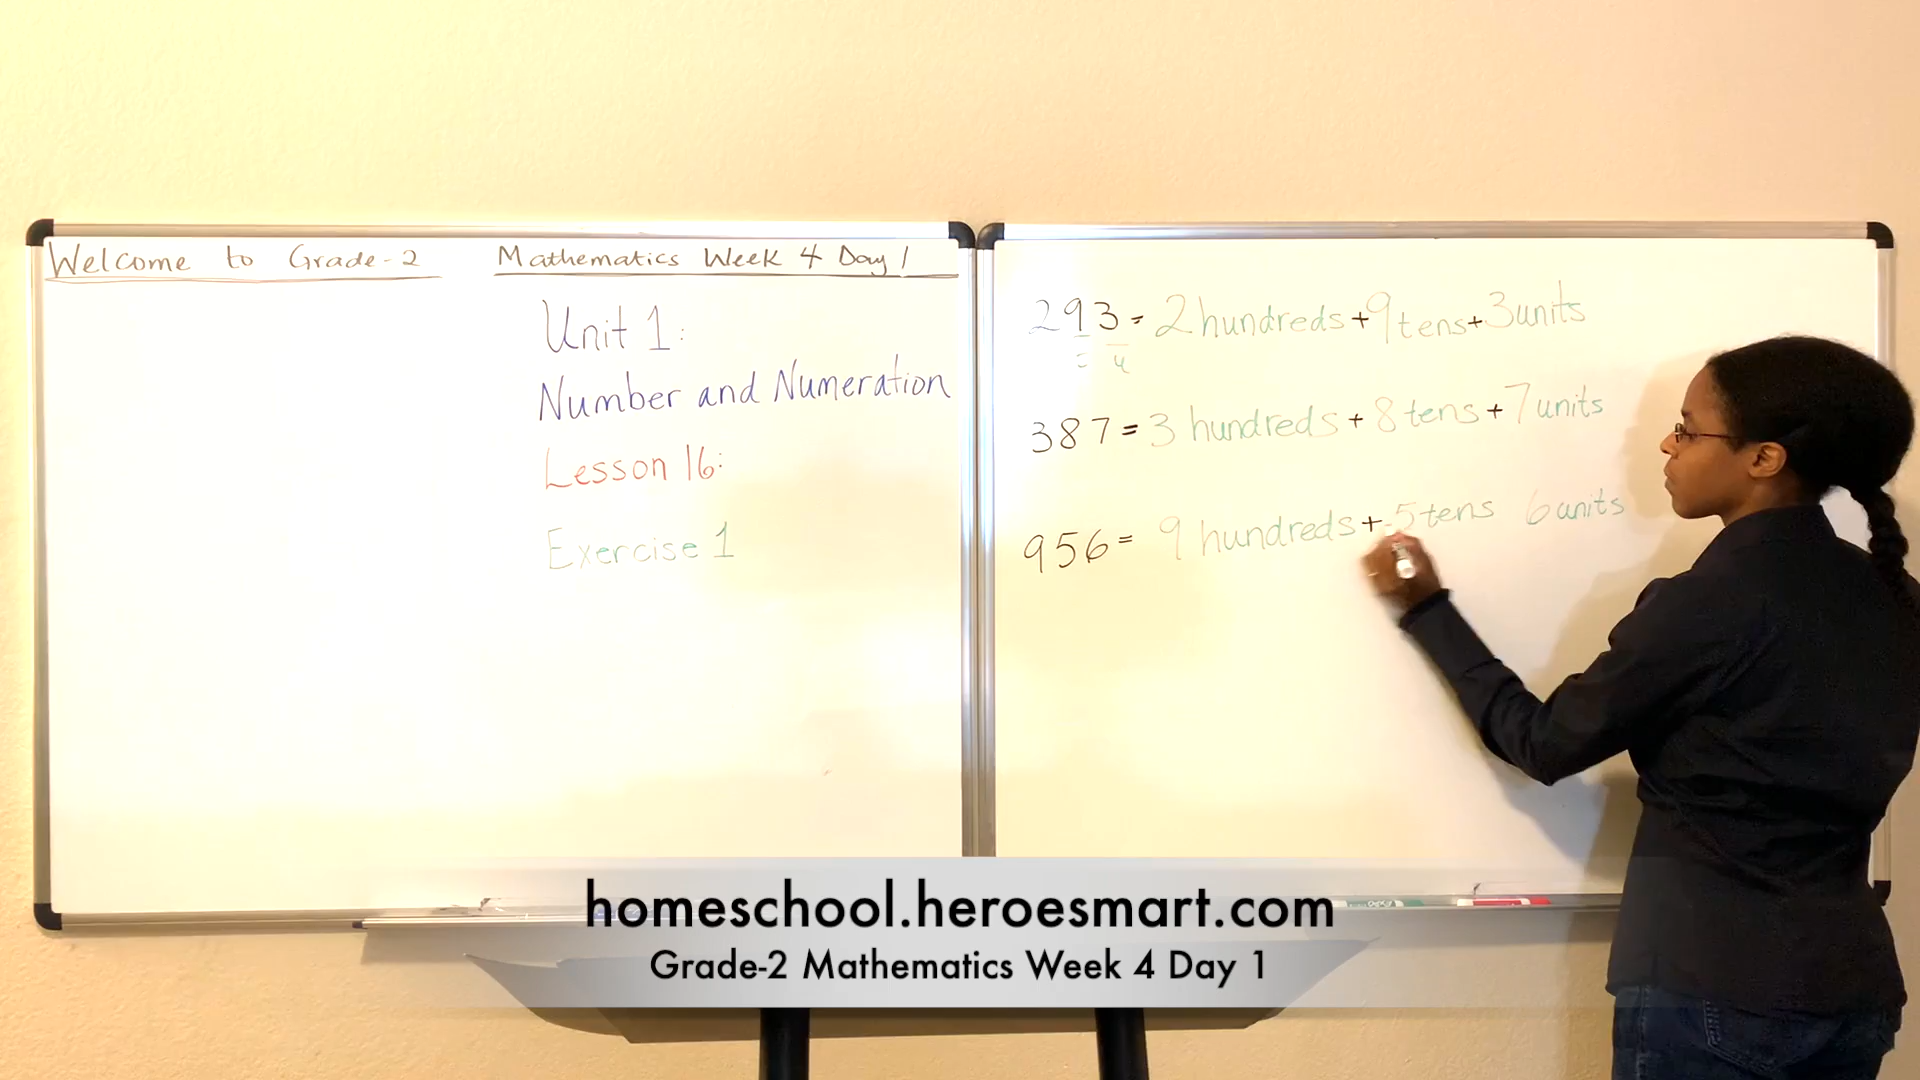 Welcome to Grade-2 Mathematics Week 4 Day 1
Unit 1:
Number and Numeration
Lesson 16:
Exercise 1
293 = 2 hundreds + 9 tens + 3 units
387 = 3 hundreds + 8 tens + 7 units
956 = 9 hundreds + 5 tens 6 units
homeschool.heroesmart.com
Grade-2 Mathematics Week 4 Day 1